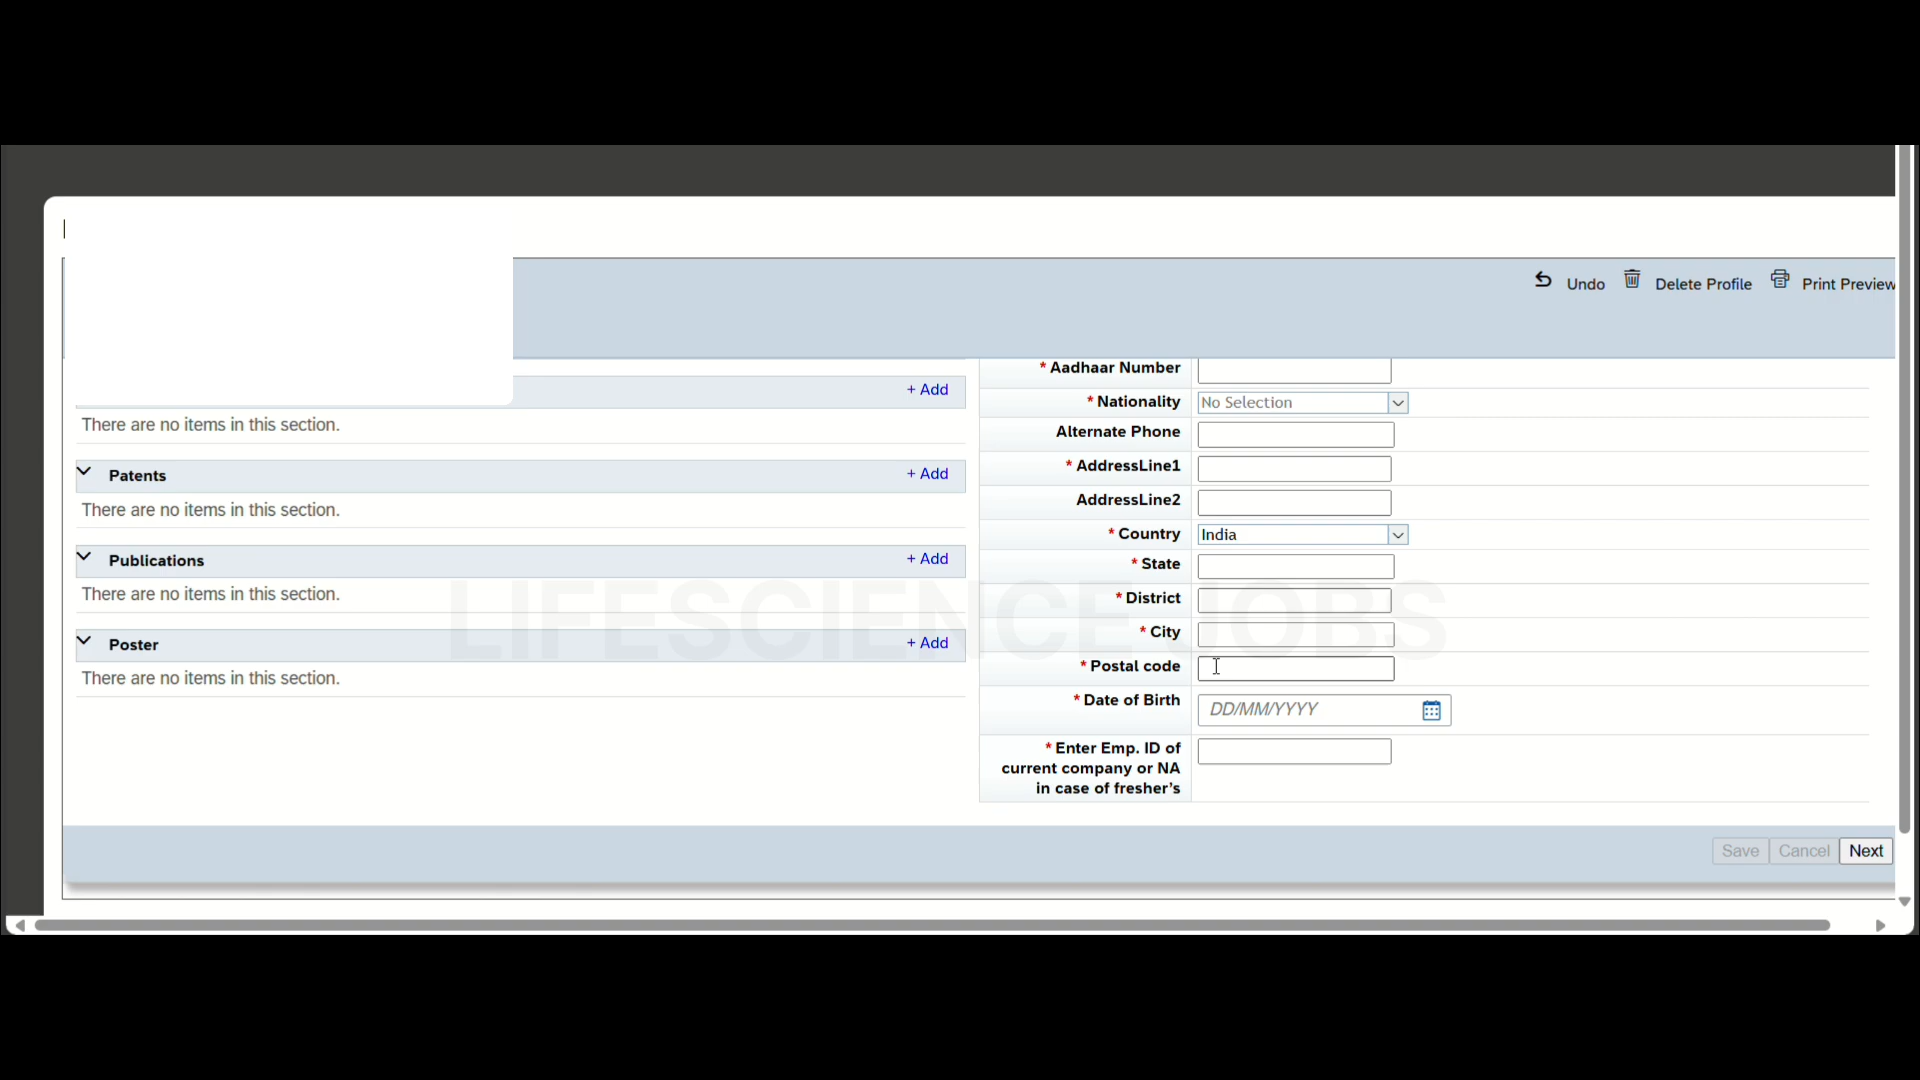 Undo Delete Profile Print Preview
+ Add
There are no items in this section.
Patents + Add
There are no items in this section.
Publications + Add
There are no items in this section.
Poster + Add
There are no items in this section.
* Aadhaar Number
* Nationality No Selection
Alternate Phone
* AddressLine1
AddressLine2
* Country India
* State
* District
* City
* Postal code
* Date of Birth DD/MM/YYYY
* Enter Emp. ID of
current company or NA
in case of fresher's
LIFESCIENCE JOBS
Save Cancel Next